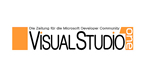 Die Zeitung für die Microsoft Developer Community
VISUALSTUDIO
one